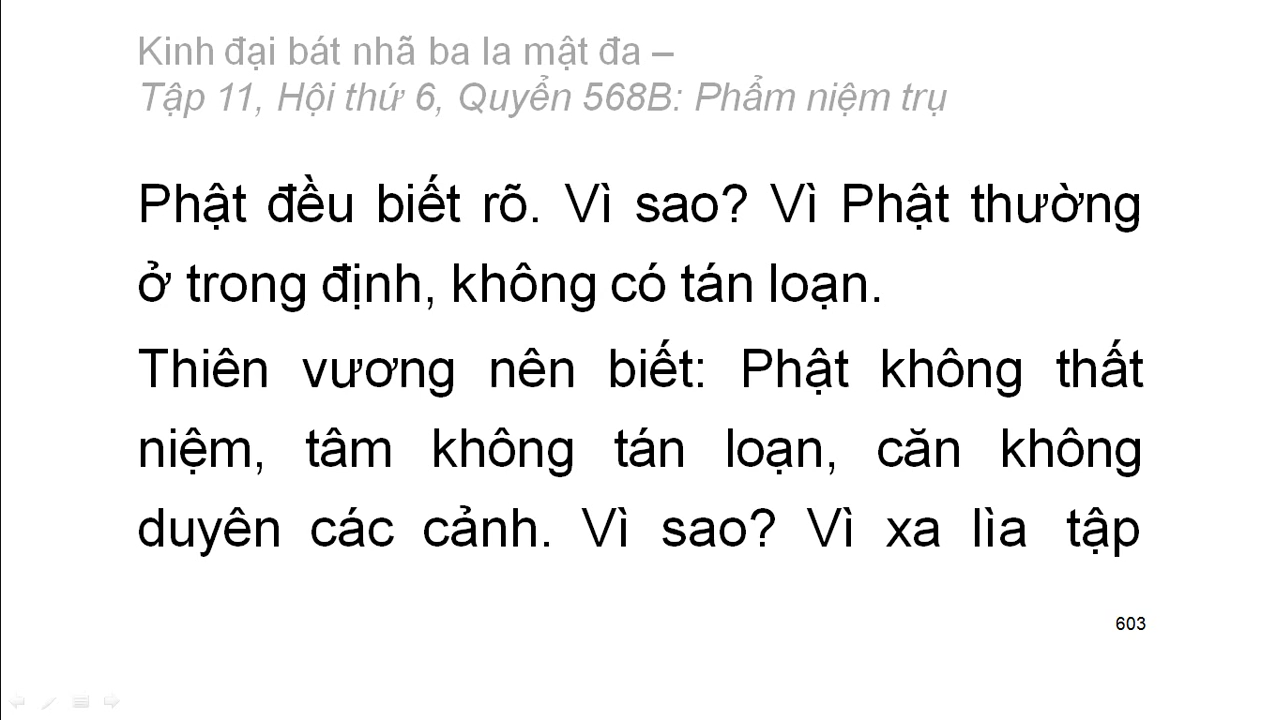 Kinh đại bát nhã ba la mật đa –
Tập 11, Hội thứ 6, Quyển 568B: Phẩm niệm trụ
Phật đều biết rõ. Vì sao? Vì Phật thường
ở trong định, không có tán loạn.
Thiên vương nên biết: Phật không thất
niệm, tâm không tán loạn, căn không
duyên các cảnh. Vì sao? Vì xa lìa tập
603